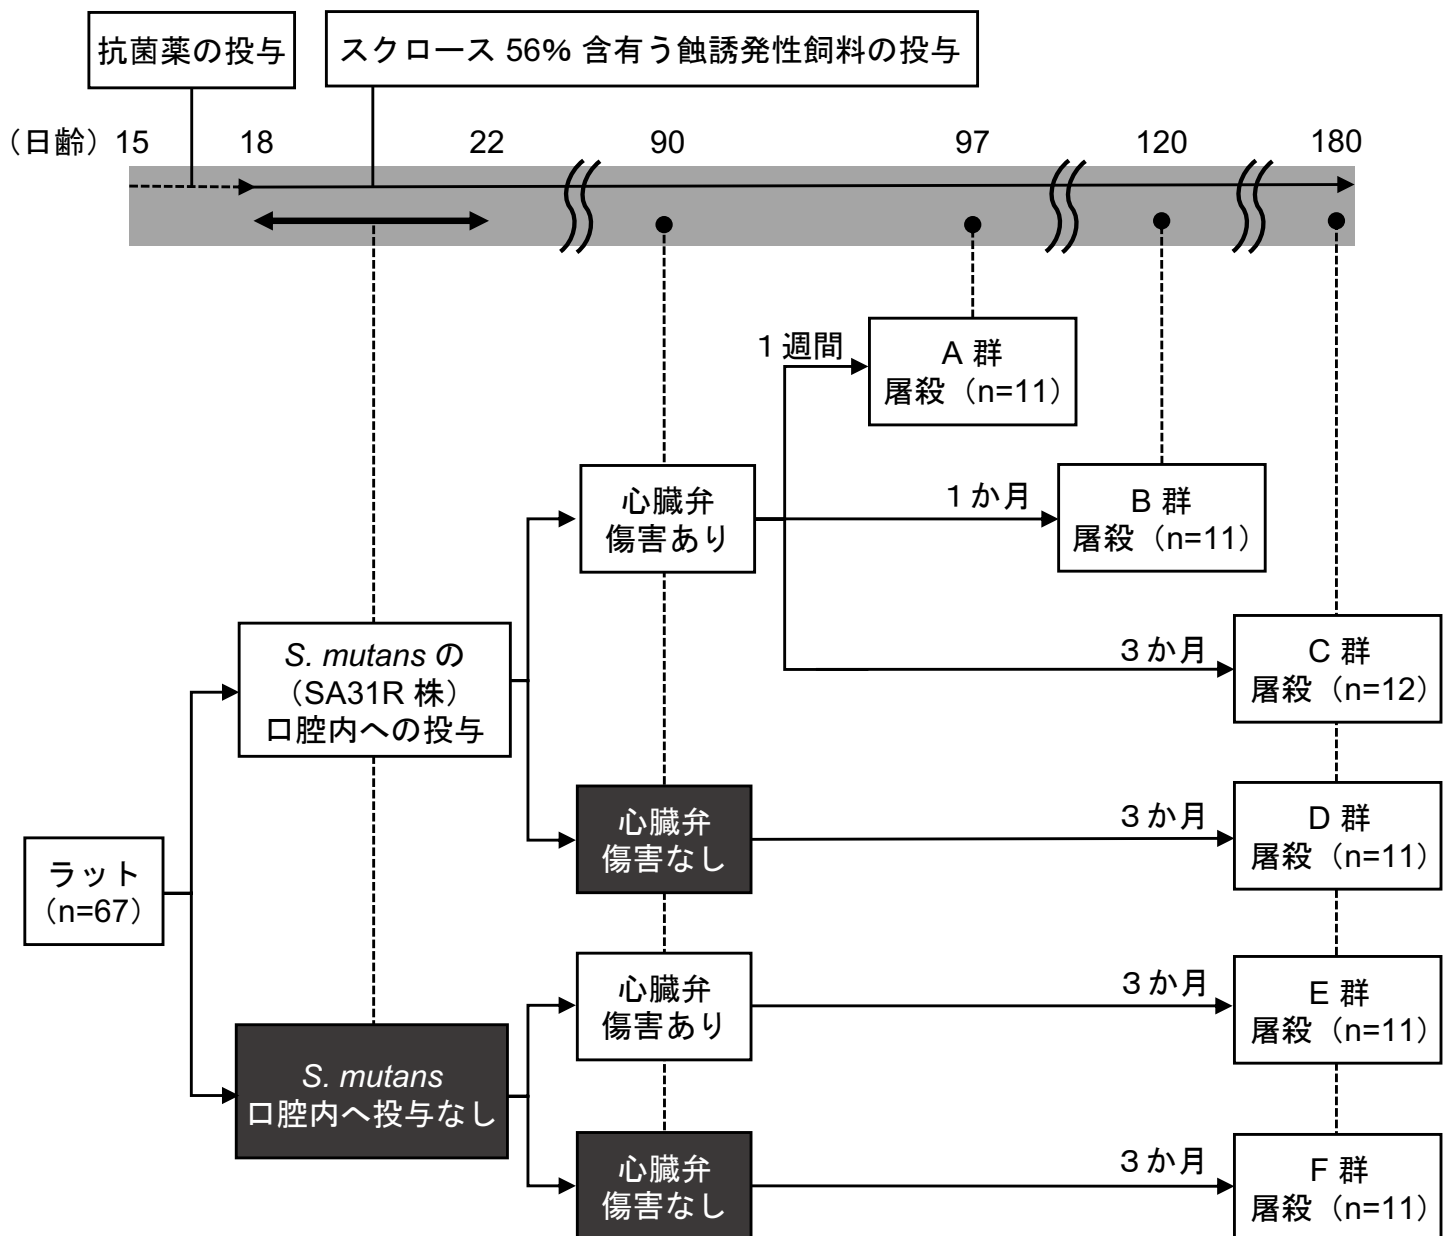 抗菌薬の投与
スクロース 56% 含有う蝕誘発性飼料の投与
（日齢）15 18 22 90 97 120 180
1 週間
A 群
屠殺（n=11）
心臓弁
傷害あり
1 か月
B 群
屠殺（n=11）
S. mutans の
（SA31R 株）
口腔内への投与
3 か月
C 群
屠殺（n=12）
心臓弁
傷害なし
3 か月
D 群
屠殺（n=11）
ラット
（n=67）
心臓弁
傷害あり
3 か月
E 群
屠殺（n=11）
S. mutans
口腔内へ投与なし
心臓弁
傷害なし
3 か月
F 群
屠殺（n=11）